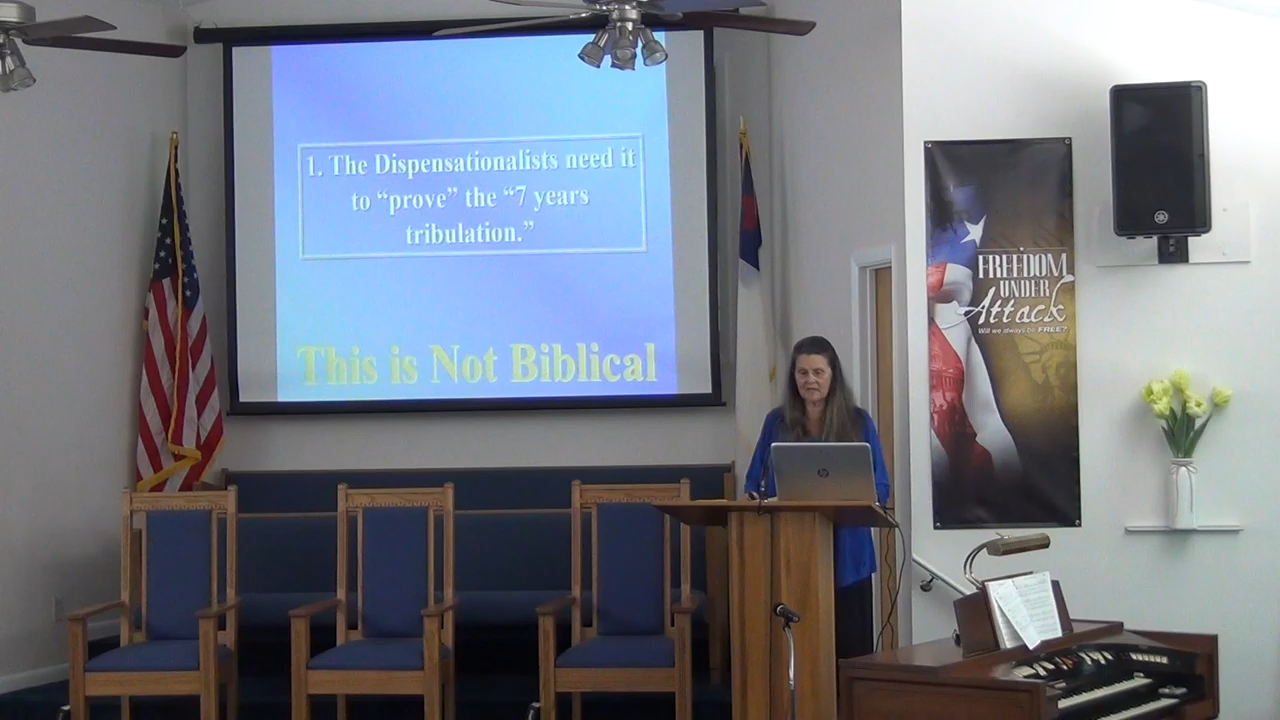 1. The Dispensationalists need it
to “prove” the “7 years
tribulation.”
This is Not Biblical
FREEDOM
UNDER
Attack
Will we always be FREE?
hp